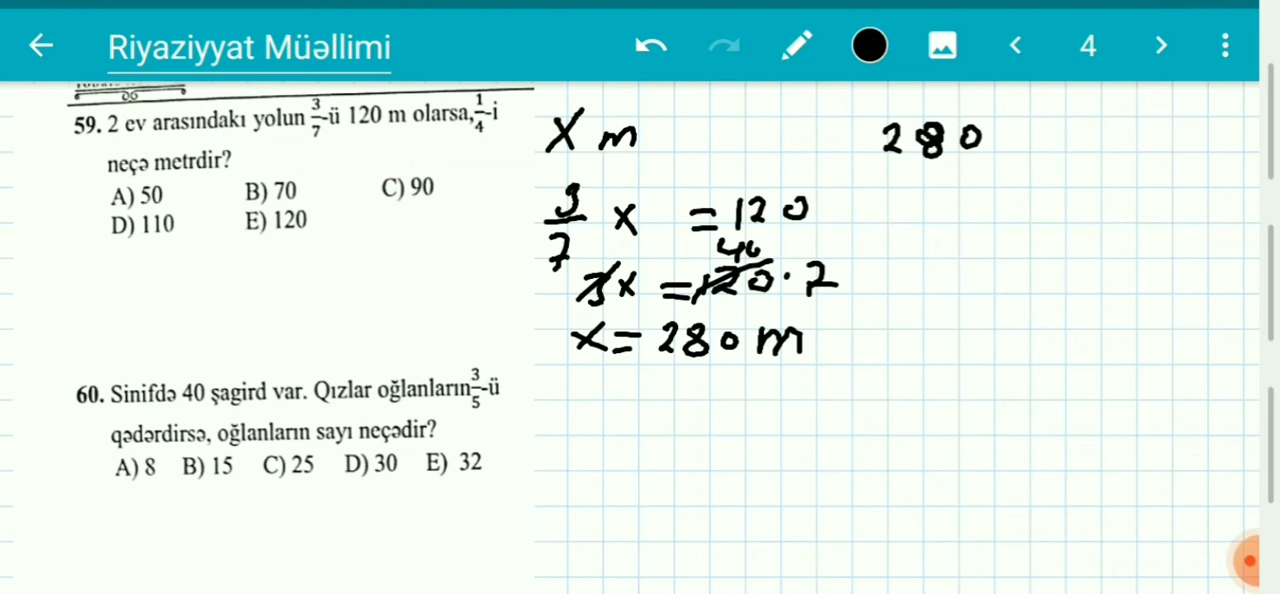 Riyaziyyat Müəllimi
4
59. 2 ev arasındakı yolun 3/7-ü 120 m olarsa, 1/4-i
neçə metrdir?
A) 50 B) 70 C) 90
D) 110 E) 120
60. Sinifdə 40 şagird var. Qızlar oğlanların 3/5-ü
qədərdirsə, oğlanların sayı neçədir?
A) 8 B) 15 C) 25 D) 30 E) 32
X m
280
3/7 x = 120
40
3x = 120 · 7
x = 280 m